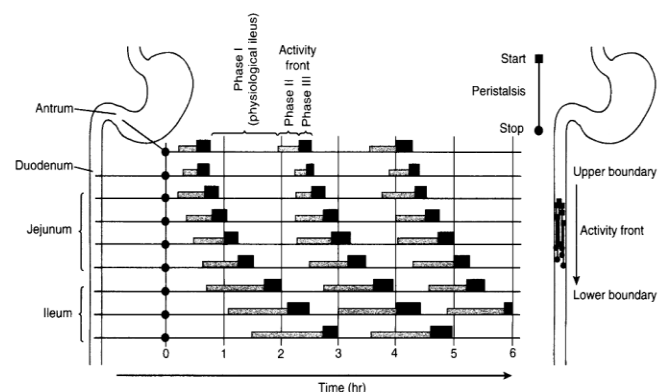 Phase I
(physiological ileus)
Activity
front
Phase II
Phase III
Start
Peristalsis
Stop
Antrum
Duodenum
Jejunum
Ileum
Upper boundary
Activity front
Lower boundary
0 1 2 3 4 5 6
Time (hr)